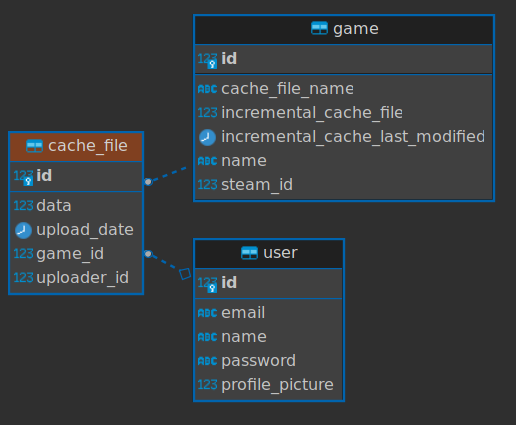 game
123 id
ABC cache_file_name
123 incremental_cache_file
incremental_cache_last_modified
ABC name
123 steam_id
cache_file
123 id
123 data
upload_date
123 game_id
123 uploader_id
user
123 id
ABC email
ABC name
ABC password
123 profile_picture